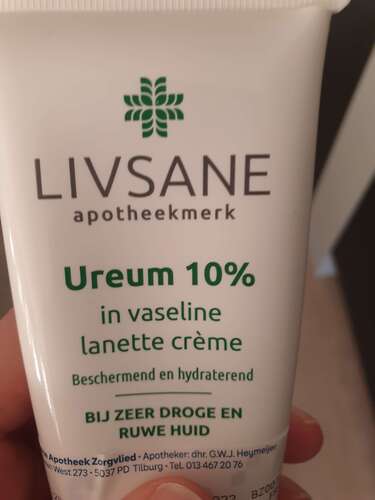 LIVSANE
apotheekmerk
Ureum 10%
in vaseline
lanette crème
Beschermend en hydraterend
BIJ ZEER DROGE EN
RUWE HUID
Apotheek Zorgvlied - Apotheker: dhr. G.W.J. Heymeijer
West 273 - 5037 PD Tilburg - Tel. 013 467 20 76